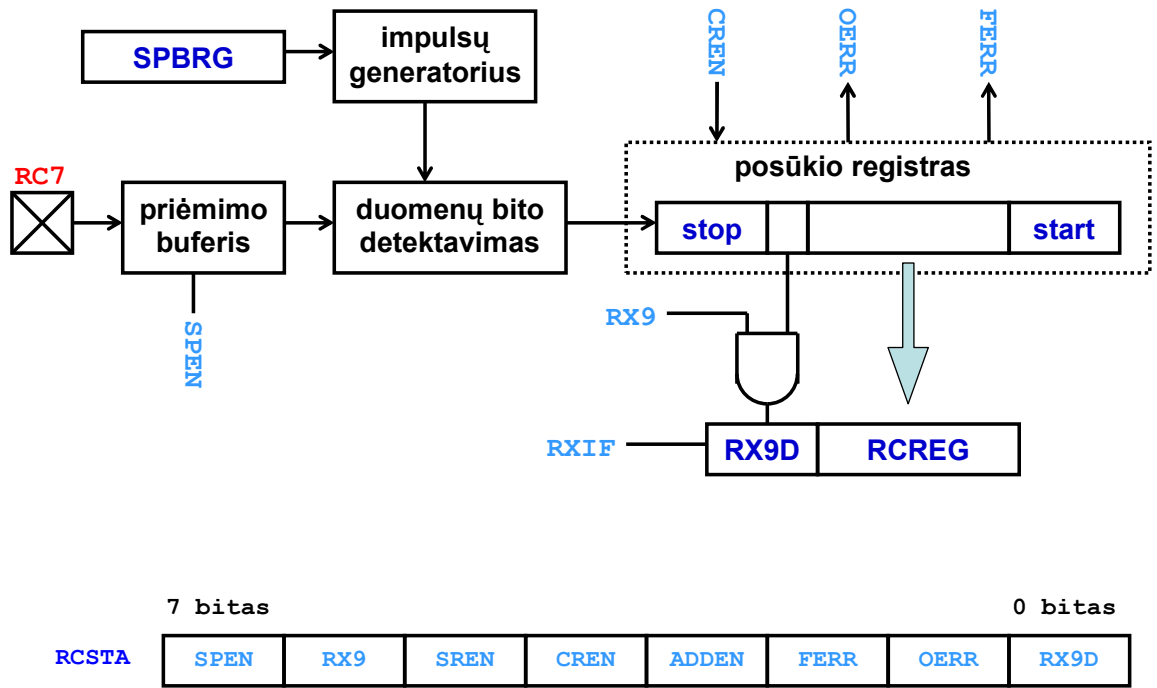 SPBRG
impulsų
generatorius
CREN
OERR
FERR
RC7
priėmimo
buferis
duomenų bito
detektavimas
posūkio registras
stop
start
SPEN
RX9
RXIF
RX9D
RCREG
7 bitas
0 bitas
RCSTA
SPEN
RX9
SREN
CREN
ADDEN
FERR
OERR
RX9D